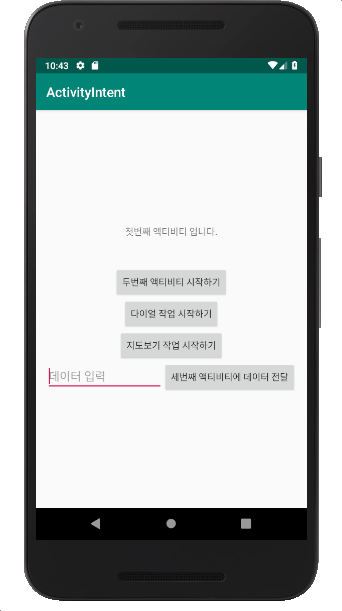 10:43
ActivityIntent
첫번째 액티비티 입니다.
두번째 액티비티 시작하기
다이얼 작업 시작하기
지도보기 작업 시작하기
데이터 입력 세번째 액티비티에 데이터 전달